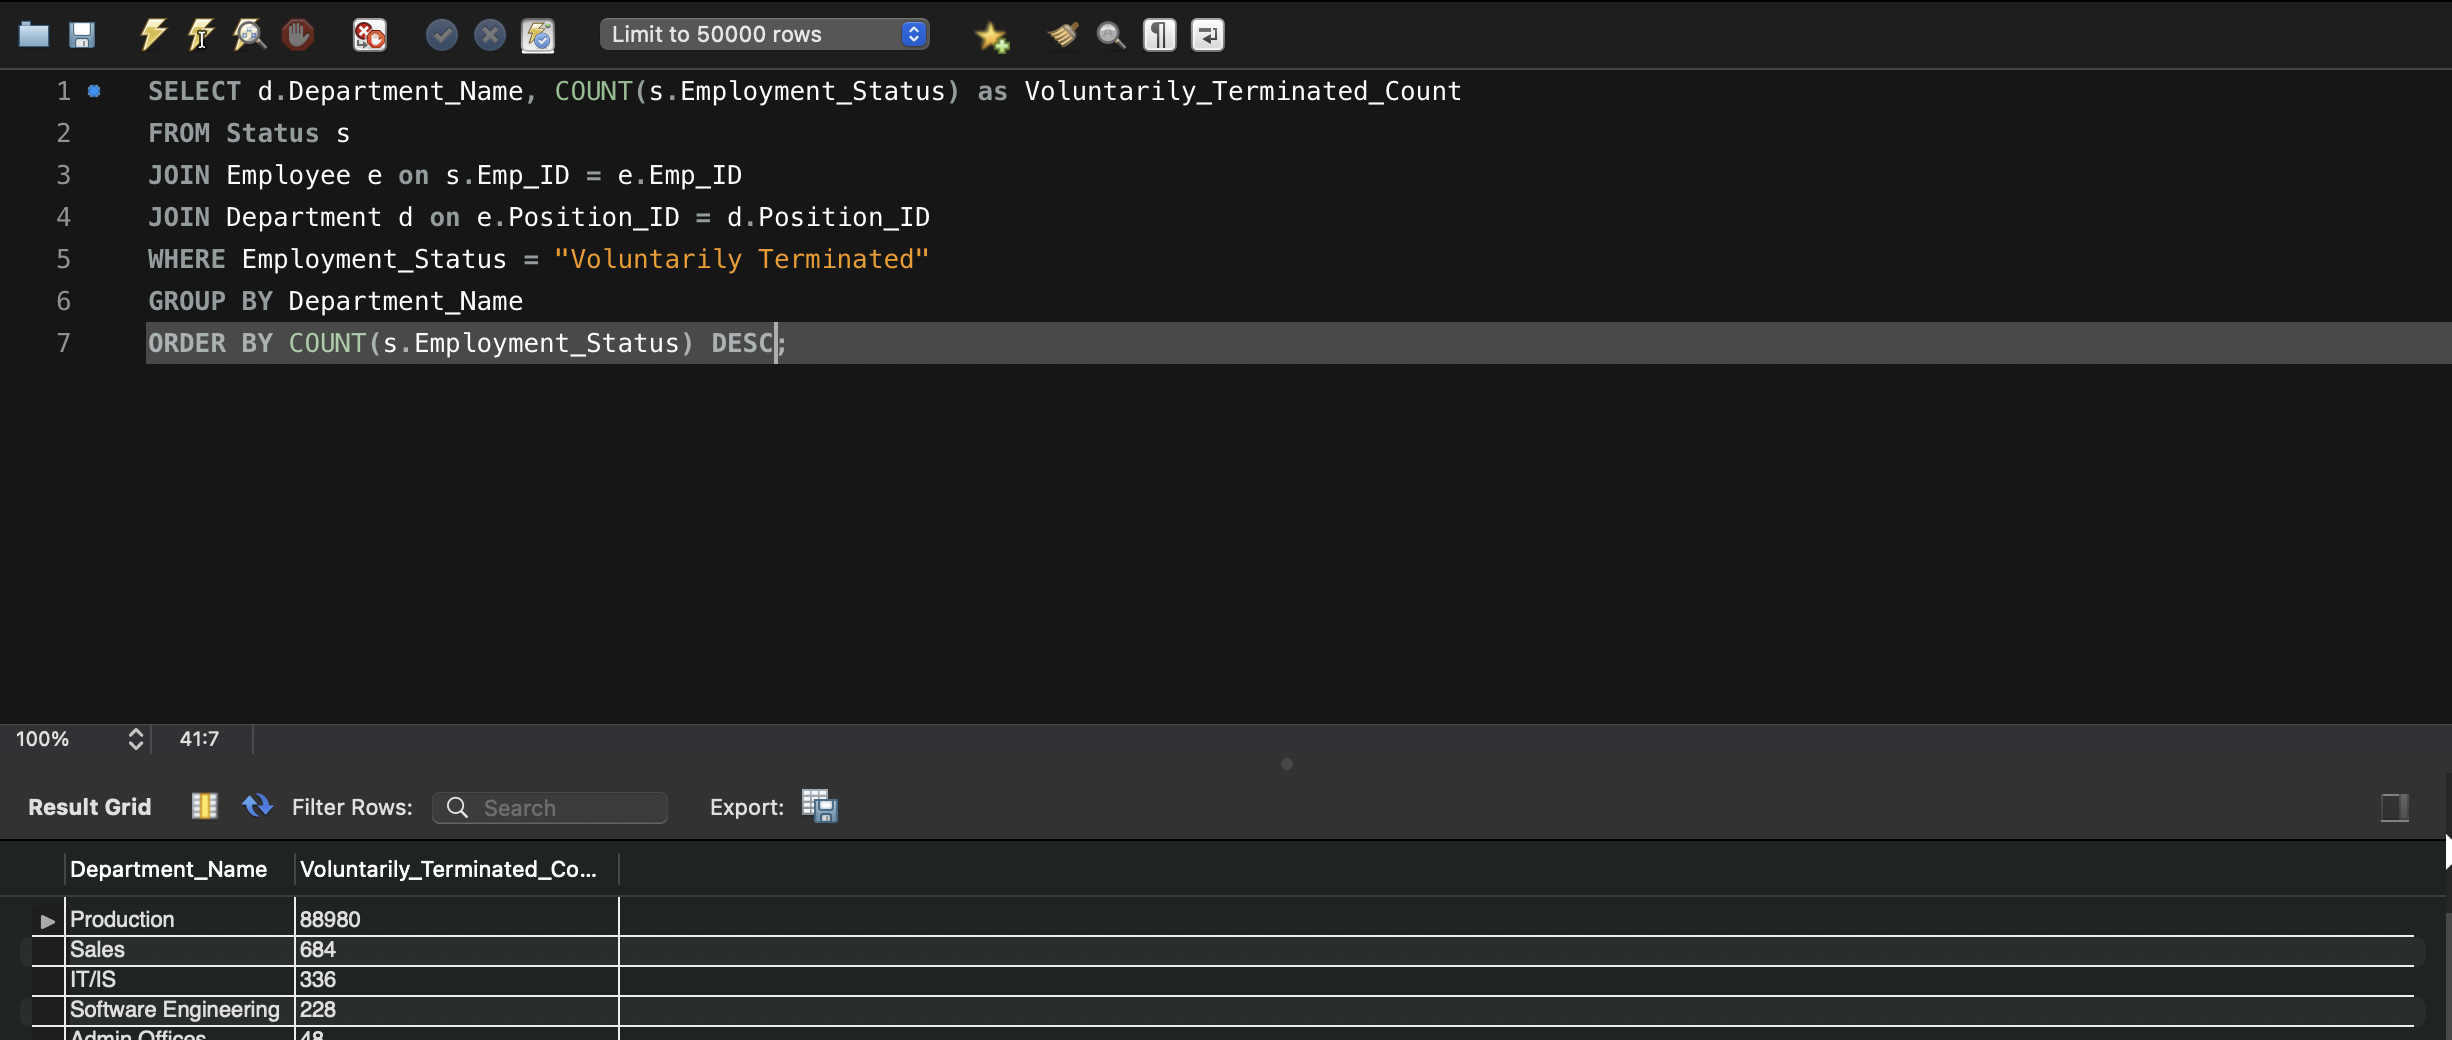 Limit to 50000 rows
1 SELECT d.Department_Name, COUNT(s.Employment_Status) as Voluntarily_Terminated_Count
2 FROM Status s
3 JOIN Employee e on s.Emp_ID = e.Emp_ID
4 JOIN Department d on e.Position_ID = d.Position_ID
5 WHERE Employment_Status = "Voluntarily Terminated"
6 GROUP BY Department_Name
7 ORDER BY COUNT(s.Employment_Status) DESC;
100% 41:7
Result Grid Filter Rows: Search Export:
Department_Name Voluntarily_Terminated_Co...
Production 88980
Sales 684
IT/IS 336
Software Engineering 228
Admin Offices 48